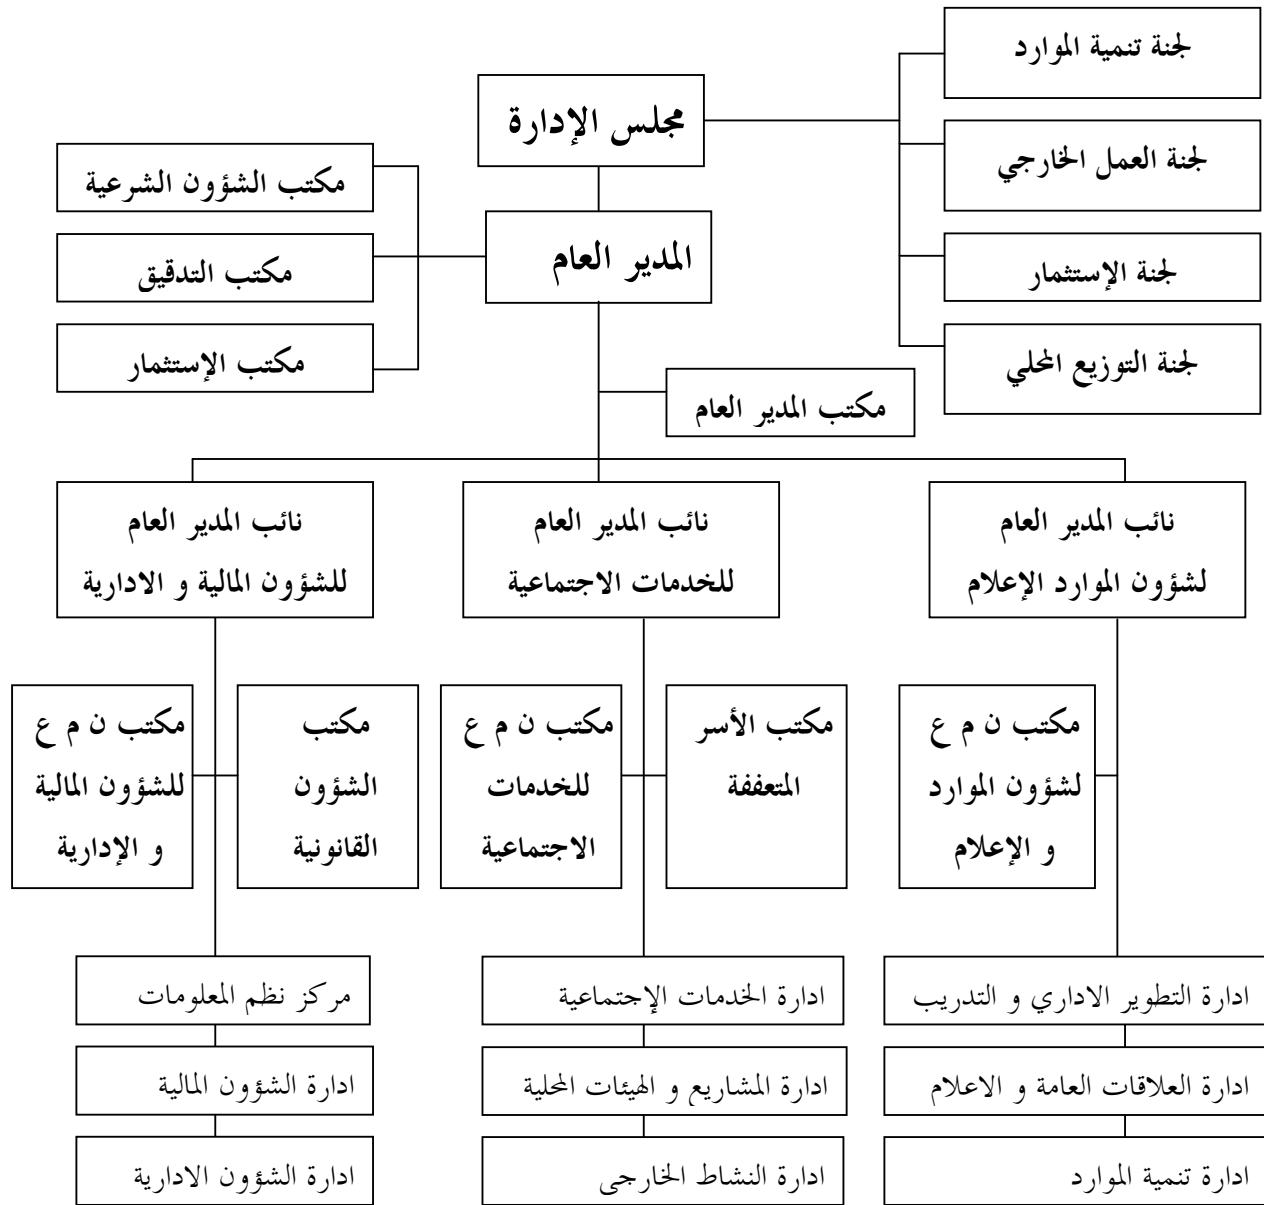 لجنة تنمية الموارد
مجلس الإدارة
لجنة العمل الخارجي
مكتب الشؤون الشرعية
المدير العام
لجنة الإستثمار
مكتب التدقيق
لجنة التوزيع المحلي
مكتب الإستثمار
مكتب المدير العام
نائب المدير العام
لشؤون الموارد الإعلام
نائب المدير العام
للخدمات الاجتماعية
نائب المدير العام
للشؤون المالية و الادارية
مكتب ن م ع
لشؤون الموارد
و الإعلام
مكتب الأسر
المتعففة
مكتب ن م ع
للخدمات
الاجتماعية
مكتب
الشؤون
القانونية
مكتب ن م ع
للشؤون المالية
و الإدارية
ادارة التطوير الاداري و التدريب
ادارة الخدمات الإجتماعية
مركز نظم المعلومات
ادارة العلاقات العامة و الاعلام
ادارة المشاريع و الهيئات المحلية
ادارة الشؤون المالية
ادارة تنمية الموارد
ادارة النشاط الخارجى
ادارة الشؤون الادارية